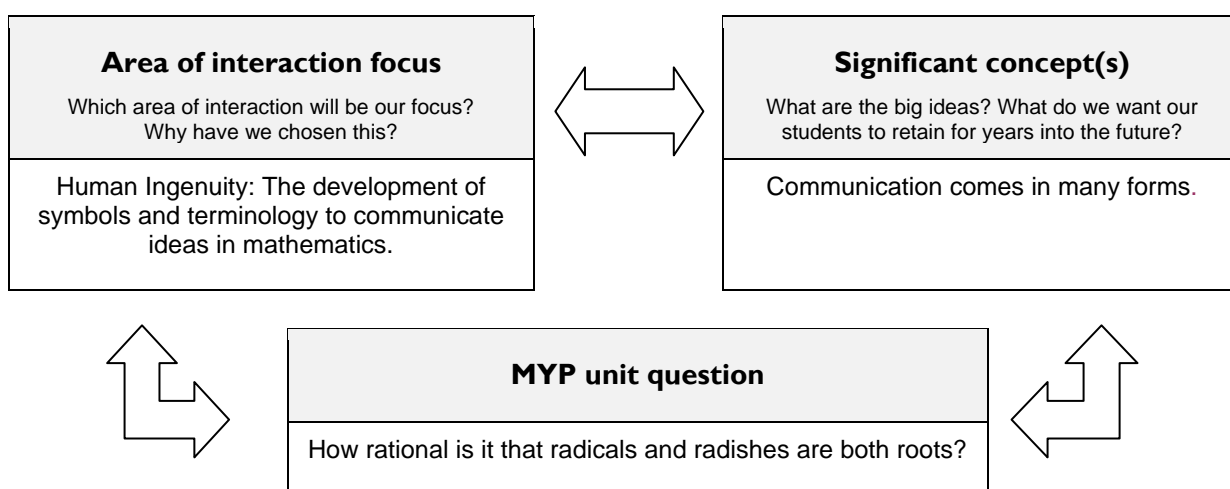 Area of interaction focus
Which area of interaction will be our focus?
Why have we chosen this?
Human Ingenuity: The development of
symbols and terminology to communicate
ideas in mathematics.
Significant concept(s)
What are the big ideas? What do we want our
students to retain for years into the future?
Communication comes in many forms.
MYP unit question
How rational is it that radicals and radishes are both roots?